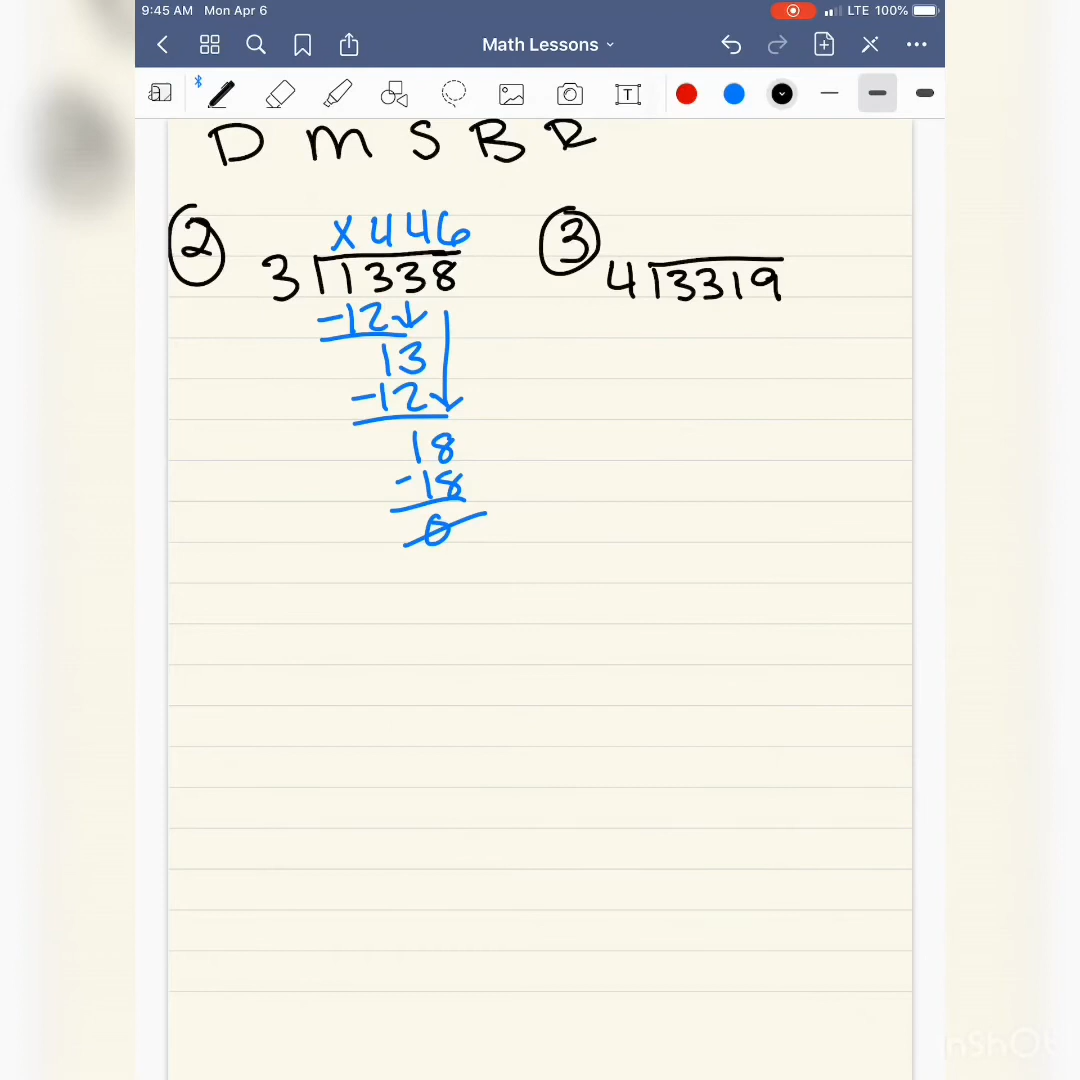 9:45 AM Mon Apr 6 LTE 100%
Math Lessons
T
D M S B R
② x446 ③
3⟌1338 4⟌3319
-12
13
-12
18
-18
0